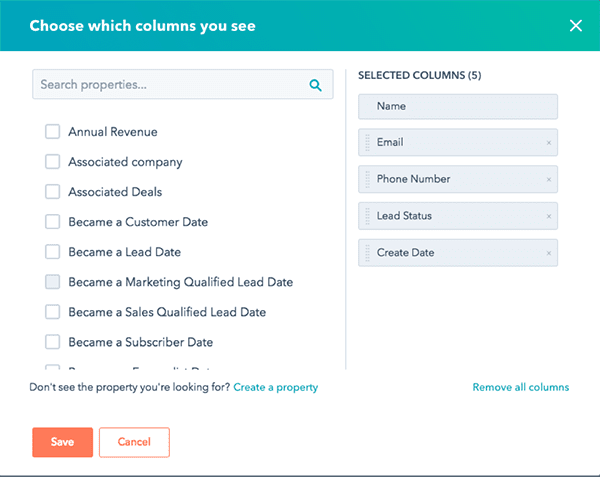 Choose which columns you see
Search properties...
Annual Revenue
Associated company
Associated Deals
Became a Customer Date
Became a Lead Date
Became a Marketing Qualified Lead Date
Became a Sales Qualified Lead Date
Became a Subscriber Date
SELECTED COLUMNS (5)
Name
Email
Phone Number
Lead Status
Create Date
Don't see the property you're looking for? Create a property
Remove all columns
Save
Cancel